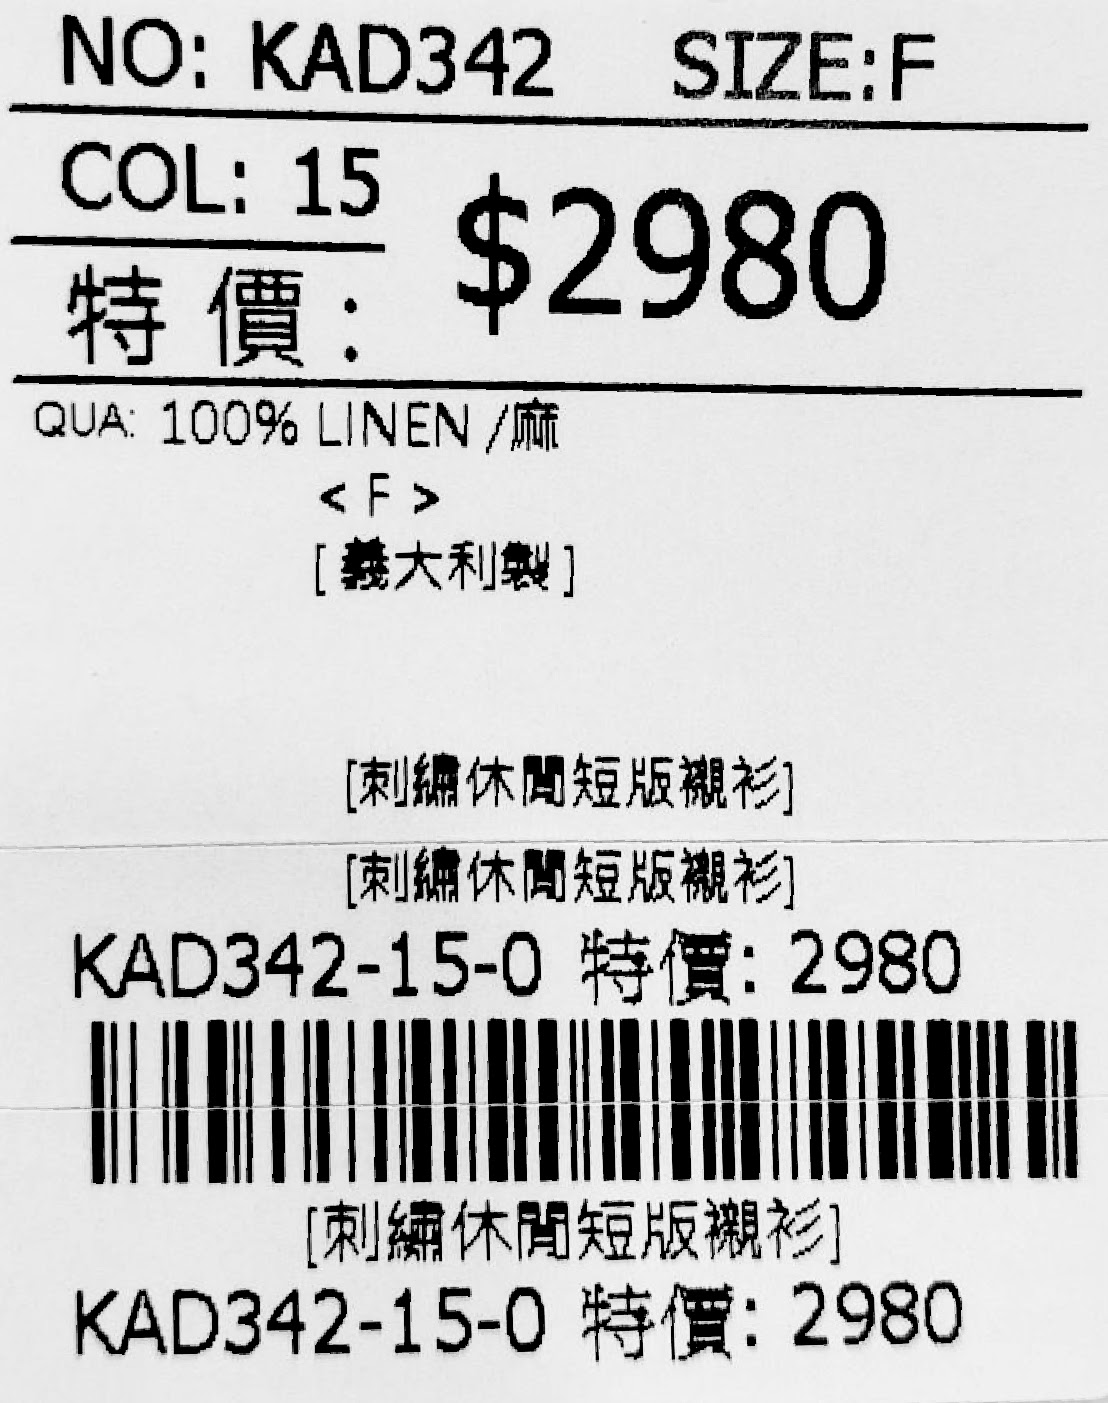 NO: KAD342 SIZE:F
COL: 15
$2980
特價:
QUA: 100% LINEN /麻
< F >
[義大利製]
[刺繡休閒短版襯衫]
[刺繡休閒短版襯衫]
KAD342-15-0 特價: 2980
[刺繡休閒短版襯衫]
KAD342-15-0 特價: 2980